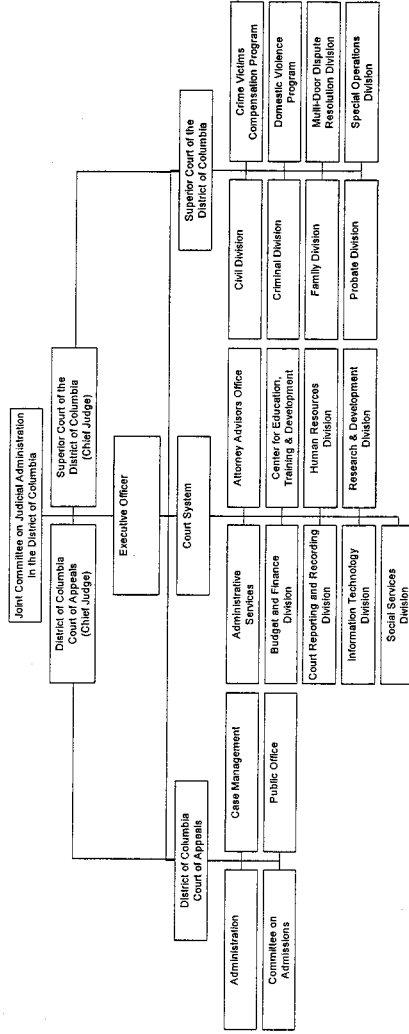 Joint Committee on Judicial Administration
In the District of Columbia
District of Columbia
Court of Appeals
(Chief Judge)
Superior Court of the
District of Columbia
(Chief Judge)
Executive Officer
District of Columbia
Court of Appeals
Court System
Superior Court of the
District of Columbia
Administration
Case Management
Committee on
Admissions
Public Office
Administrative
Services
Attorney Advisors Office
Budget and Finance
Division
Center for Education,
Training & Development
Court Reporting and Recording
Division
Human Resources
Division
Information Technology
Division
Research & Development
Division
Social Services
Division
Civil Division
Crime Victims
Compensation Program
Criminal Division
Domestic Violence
Program
Family Division
Multi-Door Dispute
Resolution Division
Probate Division
Special Operations
Division